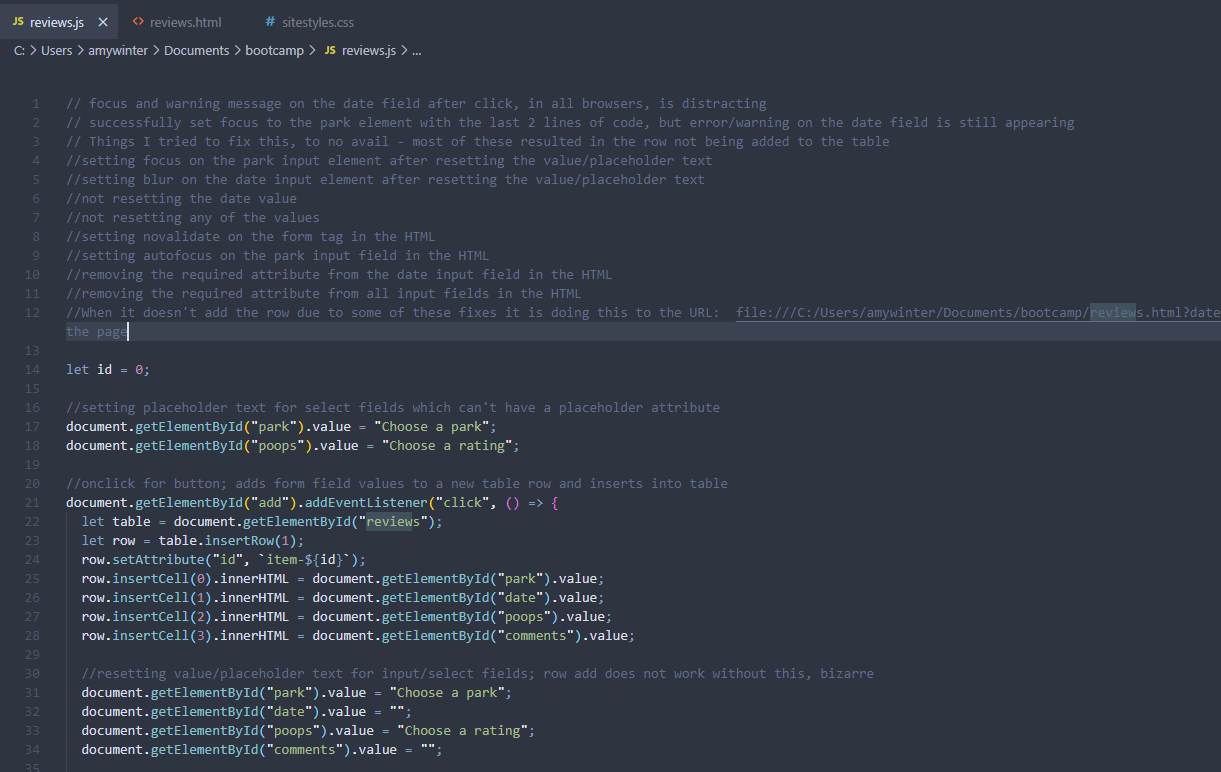 JS reviews.js × <> reviews.html # sitestyles.css
C: > Users > amywinter > Documents > bootcamp > JS reviews.js > ...
1 // focus and warning message on the date field after click, in all browsers, is distracting
2 // successfully set focus to the park element with the last 2 lines of code, but error/warning on the date field is still appearing
3 // Things I tried to fix this, to no avail - most of these resulted in the row not being added to the table
4 //setting focus on the park input element after resetting the value/placeholder text
5 //setting blur on the date input element after resetting the value/placeholder text
6 //not resetting the date value
7 //not resetting any of the values
8 //setting novalidate on the form tag in the HTML
9 //setting autofocus on the park input field in the HTML
10 //removing the required attribute from the date input field in the HTML
11 //removing the required attribute from all input fields in the HTML
12 //When it doesn't add the row due to some of these fixes it is doing this to the URL:  file:///C:/Users/amywinter/Documents/bootcamp/reviews.html?date
the page
13
14 let id = 0;
15
16 //setting placeholder text for select fields which can't have a placeholder attribute
17 document.getElementById("park").value = "Choose a park";
18 document.getElementById("poops").value = "Choose a rating";
19
20 //onclick for button; adds form field values to a new table row and inserts into table
21 document.getElementById("add").addEventListener("click", () => {
22   let table = document.getElementById("reviews");
23   let row = table.insertRow(1);
24   row.setAttribute("id", `item-${id}`);
25   row.insertCell(0).innerHTML = document.getElementById("park").value;
26   row.insertCell(1).innerHTML = document.getElementById("date").value;
27   row.insertCell(2).innerHTML = document.getElementById("poops").value;
28   row.insertCell(3).innerHTML = document.getElementById("comments").value;
29
30   //resetting value/placeholder text for input/select fields; row add does not work without this, bizarre
31   document.getElementById("park").value = "Choose a park";
32   document.getElementById("date").value = "";
33   document.getElementById("poops").value = "Choose a rating";
34   document.getElementById("comments").value = "";
35